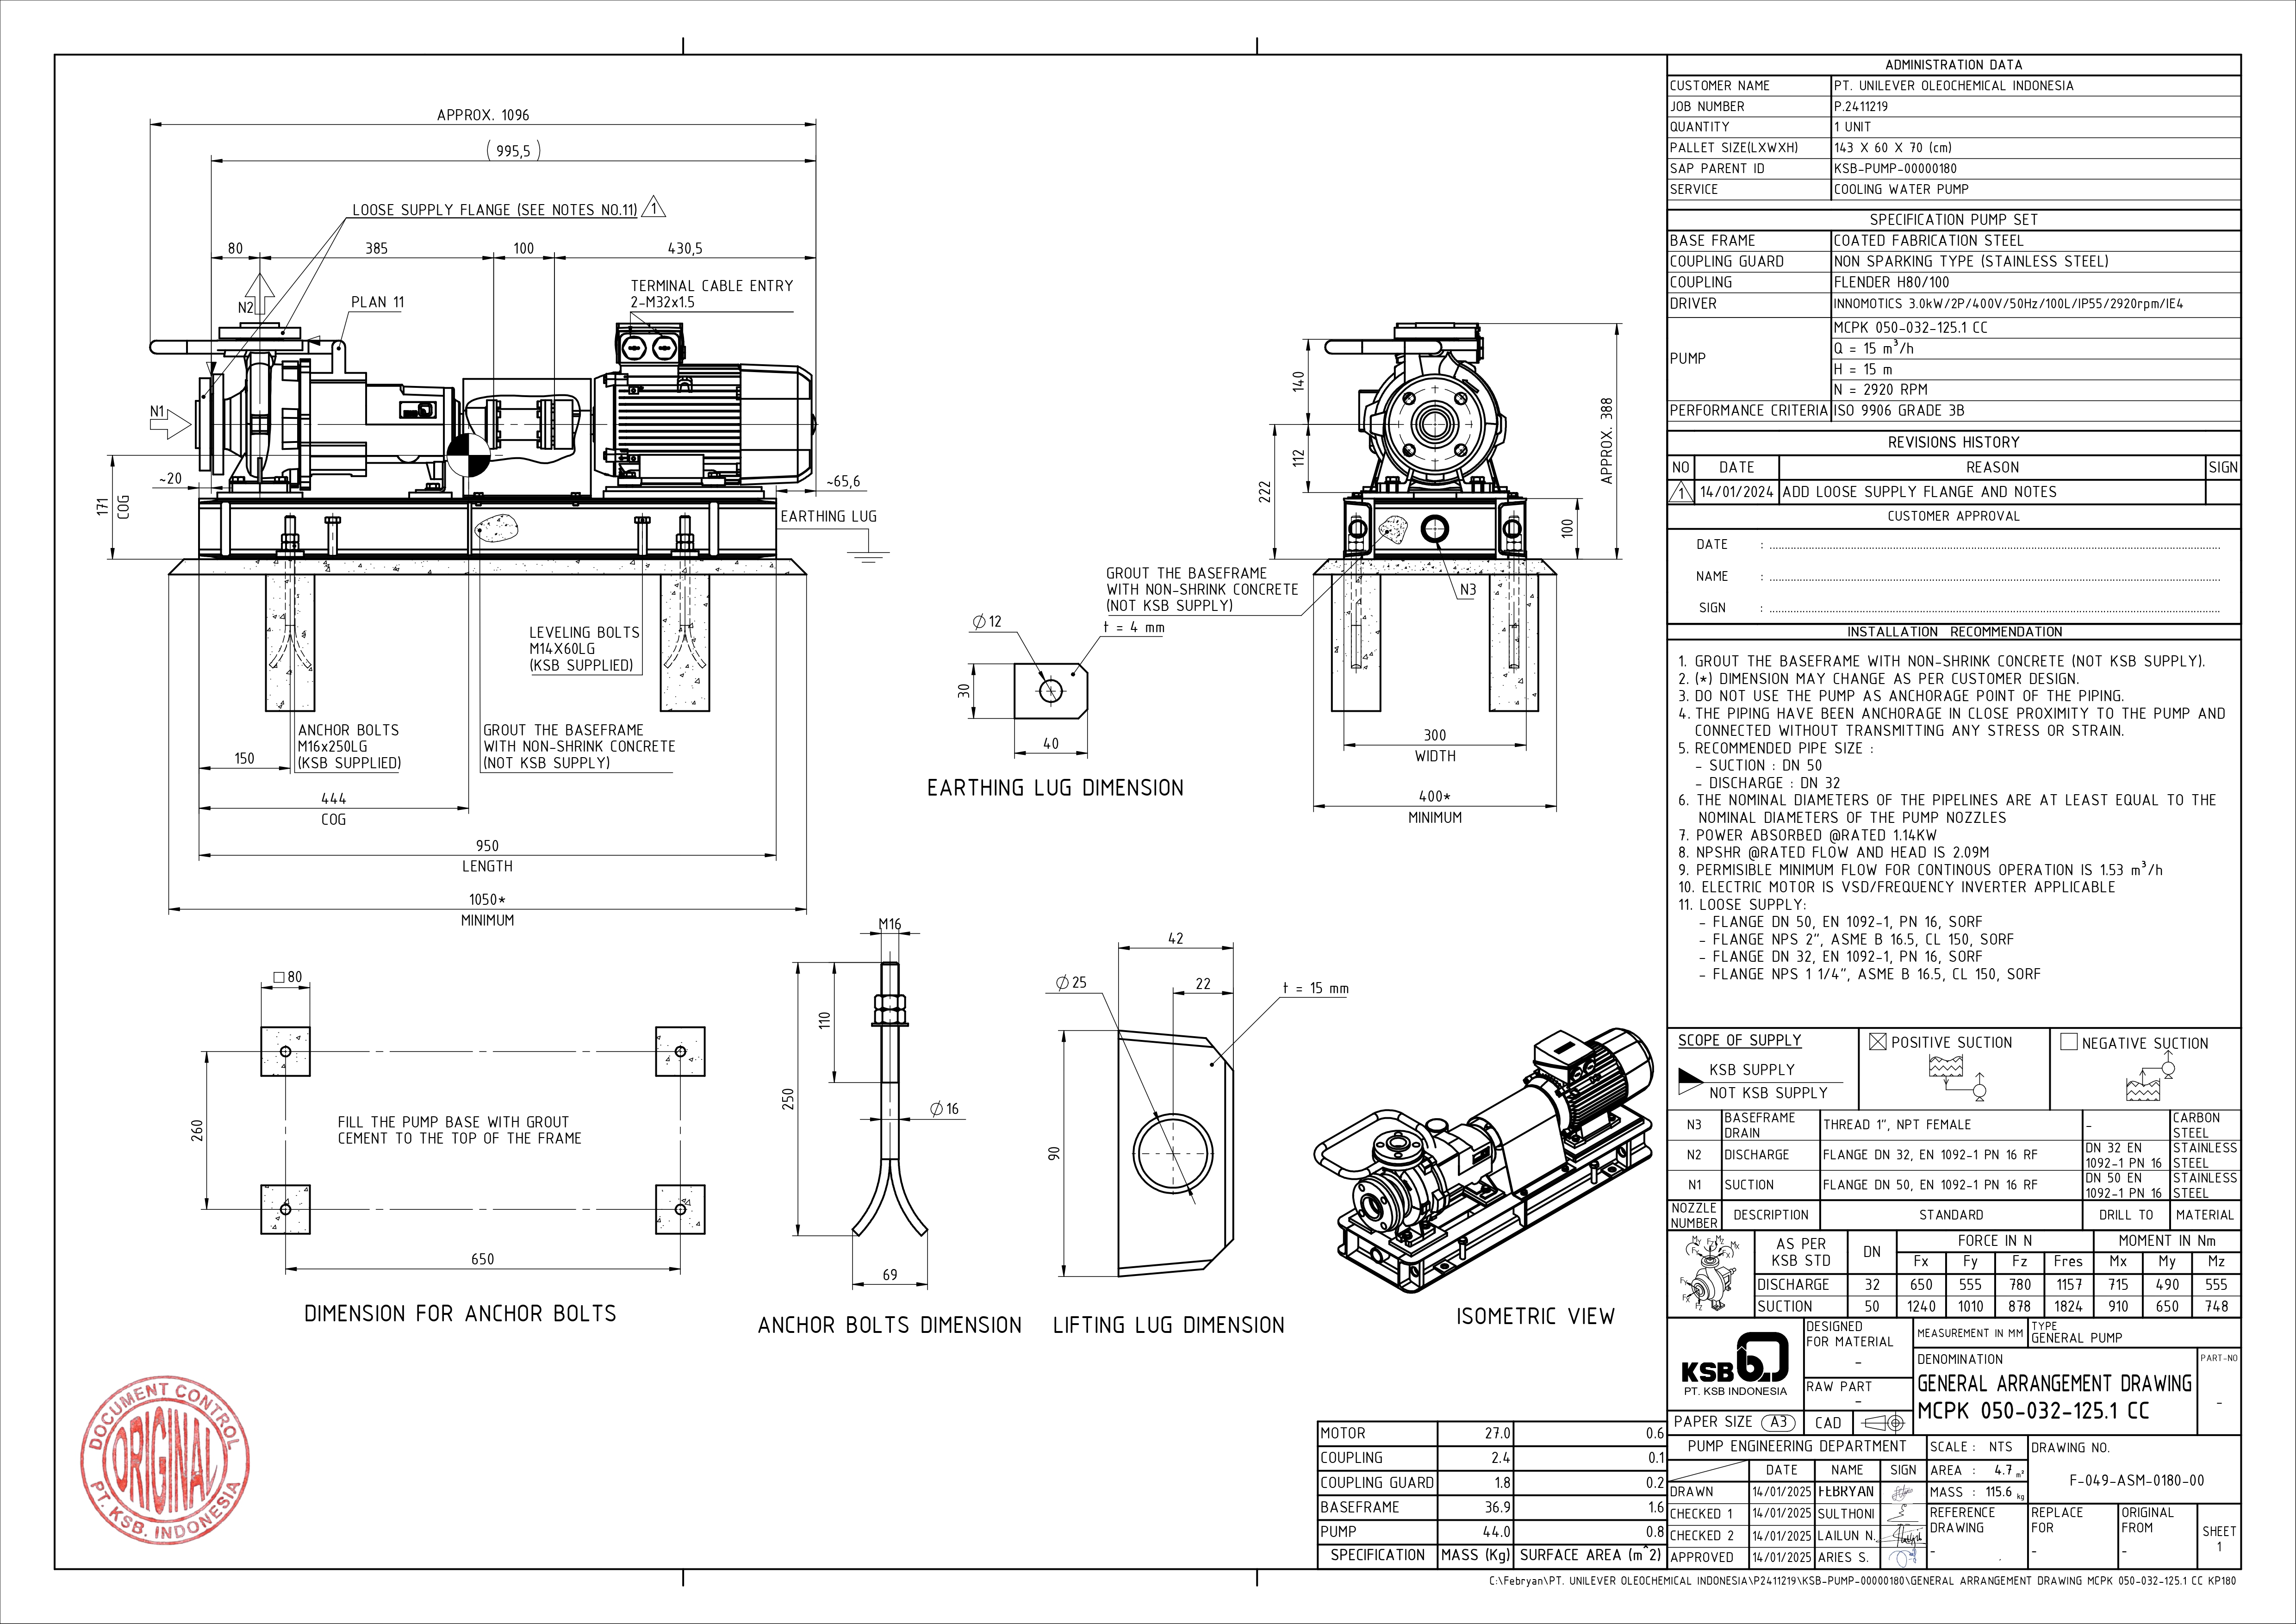 APPROX. 1096
( 995,5 )
LOOSE SUPPLY FLANGE (SEE NOTES NO.11) 1
80
385
100
430,5
TERMINAL CABLE ENTRY
2-M32x1.5
N2
PLAN 11
N1
~20
171
COG
~65,6
EARTHING LUG
LEVELING BOLTS
M14X60LG
(KSB SUPPLIED)
ANCHOR BOLTS
M16x250LG
(KSB SUPPLIED)
GROUT THE BASEFRAME
WITH NON-SHRINK CONCRETE
(NOT KSB SUPPLY)
150
444
COG
950
LENGTH
1050*
MINIMUM
140
112
222
APPROX. 388
100
N3
GROUT THE BASEFRAME
WITH NON-SHRINK CONCRETE
(NOT KSB SUPPLY)
300
WIDTH
400*
MINIMUM
Ø12
t = 4 mm
30
40
EARTHING LUG DIMENSION
□80
260
FILL THE PUMP BASE WITH GROUT
CEMENT TO THE TOP OF THE FRAME
650
DIMENSION FOR ANCHOR BOLTS
M16
110
250
Ø16
69
ANCHOR BOLTS DIMENSION
42
Ø25
22
t = 15 mm
90
LIFTING LUG DIMENSION
ISOMETRIC VIEW
DOCUMENT CONTROL
ORIGINAL
PT. KSB. INDONESIA
MOTOR 27.0 0.6
COUPLING 2.4 0.1
COUPLING GUARD 1.8 0.2
BASEFRAME 36.9 1.6
PUMP 44.0 0.8
SPECIFICATION MASS (Kg) SURFACE AREA (m^2)
ADMINISTRATION DATA
CUSTOMER NAME PT. UNILEVER OLEOCHEMICAL INDONESIA
JOB NUMBER P.2411219
QUANTITY 1 UNIT
PALLET SIZE(LXWXH) 143 X 60 X 70 (cm)
SAP PARENT ID KSB-PUMP-00000180
SERVICE COOLING WATER PUMP
SPECIFICATION PUMP SET
BASE FRAME COATED FABRICATION STEEL
COUPLING GUARD NON SPARKING TYPE (STAINLESS STEEL)
COUPLING FLENDER H80/100
DRIVER INNOMOTICS 3.0kW/2P/400V/50Hz/100L/IP55/2920rpm/IE4
PUMP MCPK 050-032-125.1 CC
Q = 15 m³/h
H = 15 m
N = 2920 RPM
PERFORMANCE CRITERIA ISO 9906 GRADE 3B
REVISIONS HISTORY
NO DATE REASON SIGN
1 14/01/2024 ADD LOOSE SUPPLY FLANGE AND NOTES
CUSTOMER APPROVAL
DATE :
NAME :
SIGN :
INSTALLATION RECOMMENDATION
1. GROUT THE BASEFRAME WITH NON-SHRINK CONCRETE (NOT KSB SUPPLY).
2. (*) DIMENSION MAY CHANGE AS PER CUSTOMER DESIGN.
3. DO NOT USE THE PUMP AS ANCHORAGE POINT OF THE PIPING.
4. THE PIPING HAVE BEEN ANCHORAGE IN CLOSE PROXIMITY TO THE PUMP AND
CONNECTED WITHOUT TRANSMITTING ANY STRESS OR STRAIN.
5. RECOMMENDED PIPE SIZE :
- SUCTION : DN 50
- DISCHARGE : DN 32
6. THE NOMINAL DIAMETERS OF THE PIPELINES ARE AT LEAST EQUAL TO THE
NOMINAL DIAMETERS OF THE PUMP NOZZLES
7. POWER ABSORBED @RATED 1.14KW
8. NPSHR @RATED FLOW AND HEAD IS 2.09M
9. PERMISIBLE MINIMUM FLOW FOR CONTINOUS OPERATION IS 1.53 m³/h
10. ELECTRIC MOTOR IS VSD/FREQUENCY INVERTER APPLICABLE
11. LOOSE SUPPLY:
- FLANGE DN 50, EN 1092-1, PN 16, SORF
- FLANGE NPS 2", ASME B 16.5, CL 150, SORF
- FLANGE DN 32, EN 1092-1, PN 16, SORF
- FLANGE NPS 1 1/4", ASME B 16.5, CL 150, SORF
SCOPE OF SUPPLY
KSB SUPPLY
NOT KSB SUPPLY
POSITIVE SUCTION
NEGATIVE SUCTION
N3 BASEFRAME DRAIN THREAD 1", NPT FEMALE - CARBON STEEL
N2 DISCHARGE FLANGE DN 32, EN 1092-1 PN 16 RF DN 32 EN 1092-1 PN 16 STAINLESS STEEL
N1 SUCTION FLANGE DN 50, EN 1092-1 PN 16 RF DN 50 EN 1092-1 PN 16 STAINLESS STEEL
NOZZLE NUMBER DESCRIPTION STANDARD DRILL TO MATERIAL
AS PER KSB STD DN FORCE IN N MOMENT IN Nm
Fx Fy Fz Fres Mx My Mz
DISCHARGE 32 650 555 780 1157 715 490 555
SUCTION 50 1240 1010 878 1824 910 650 748
KSB
PT. KSB INDONESIA
DESIGNED
FOR MATERIAL
-
RAW PART
-
MEASUREMENT IN MM
TYPE
GENERAL PUMP
DENOMINATION
GENERAL ARRANGEMENT DRAWING
MCPK 050-032-125.1 CC
PART-NO
-
PAPER SIZE A3 CAD
PUMP ENGINEERING DEPARTMENT
SCALE : NTS
DRAWING NO.
F-049-ASM-0180-00
DATE NAME SIGN
AREA : 4.7 m²
DRAWN 14/01/2025 FEBRYAN
MASS : 115.6 kg
CHECKED 1 14/01/2025 SULTHONI
CHECKED 2 14/01/2025 LAILUN N.
APPROVED 14/01/2025 ARIES S.
REFERENCE
DRAWING
-
REPLACE
FOR
-
ORIGINAL
FROM
-
SHEET
1
C:\Febryan\PT. UNILEVER OLEOCHEMICAL INDONESIA\P2411219\KSB-PUMP-00000180\GENERAL ARRANGEMENT DRAWING MCPK 050-032-125.1 CC KP180